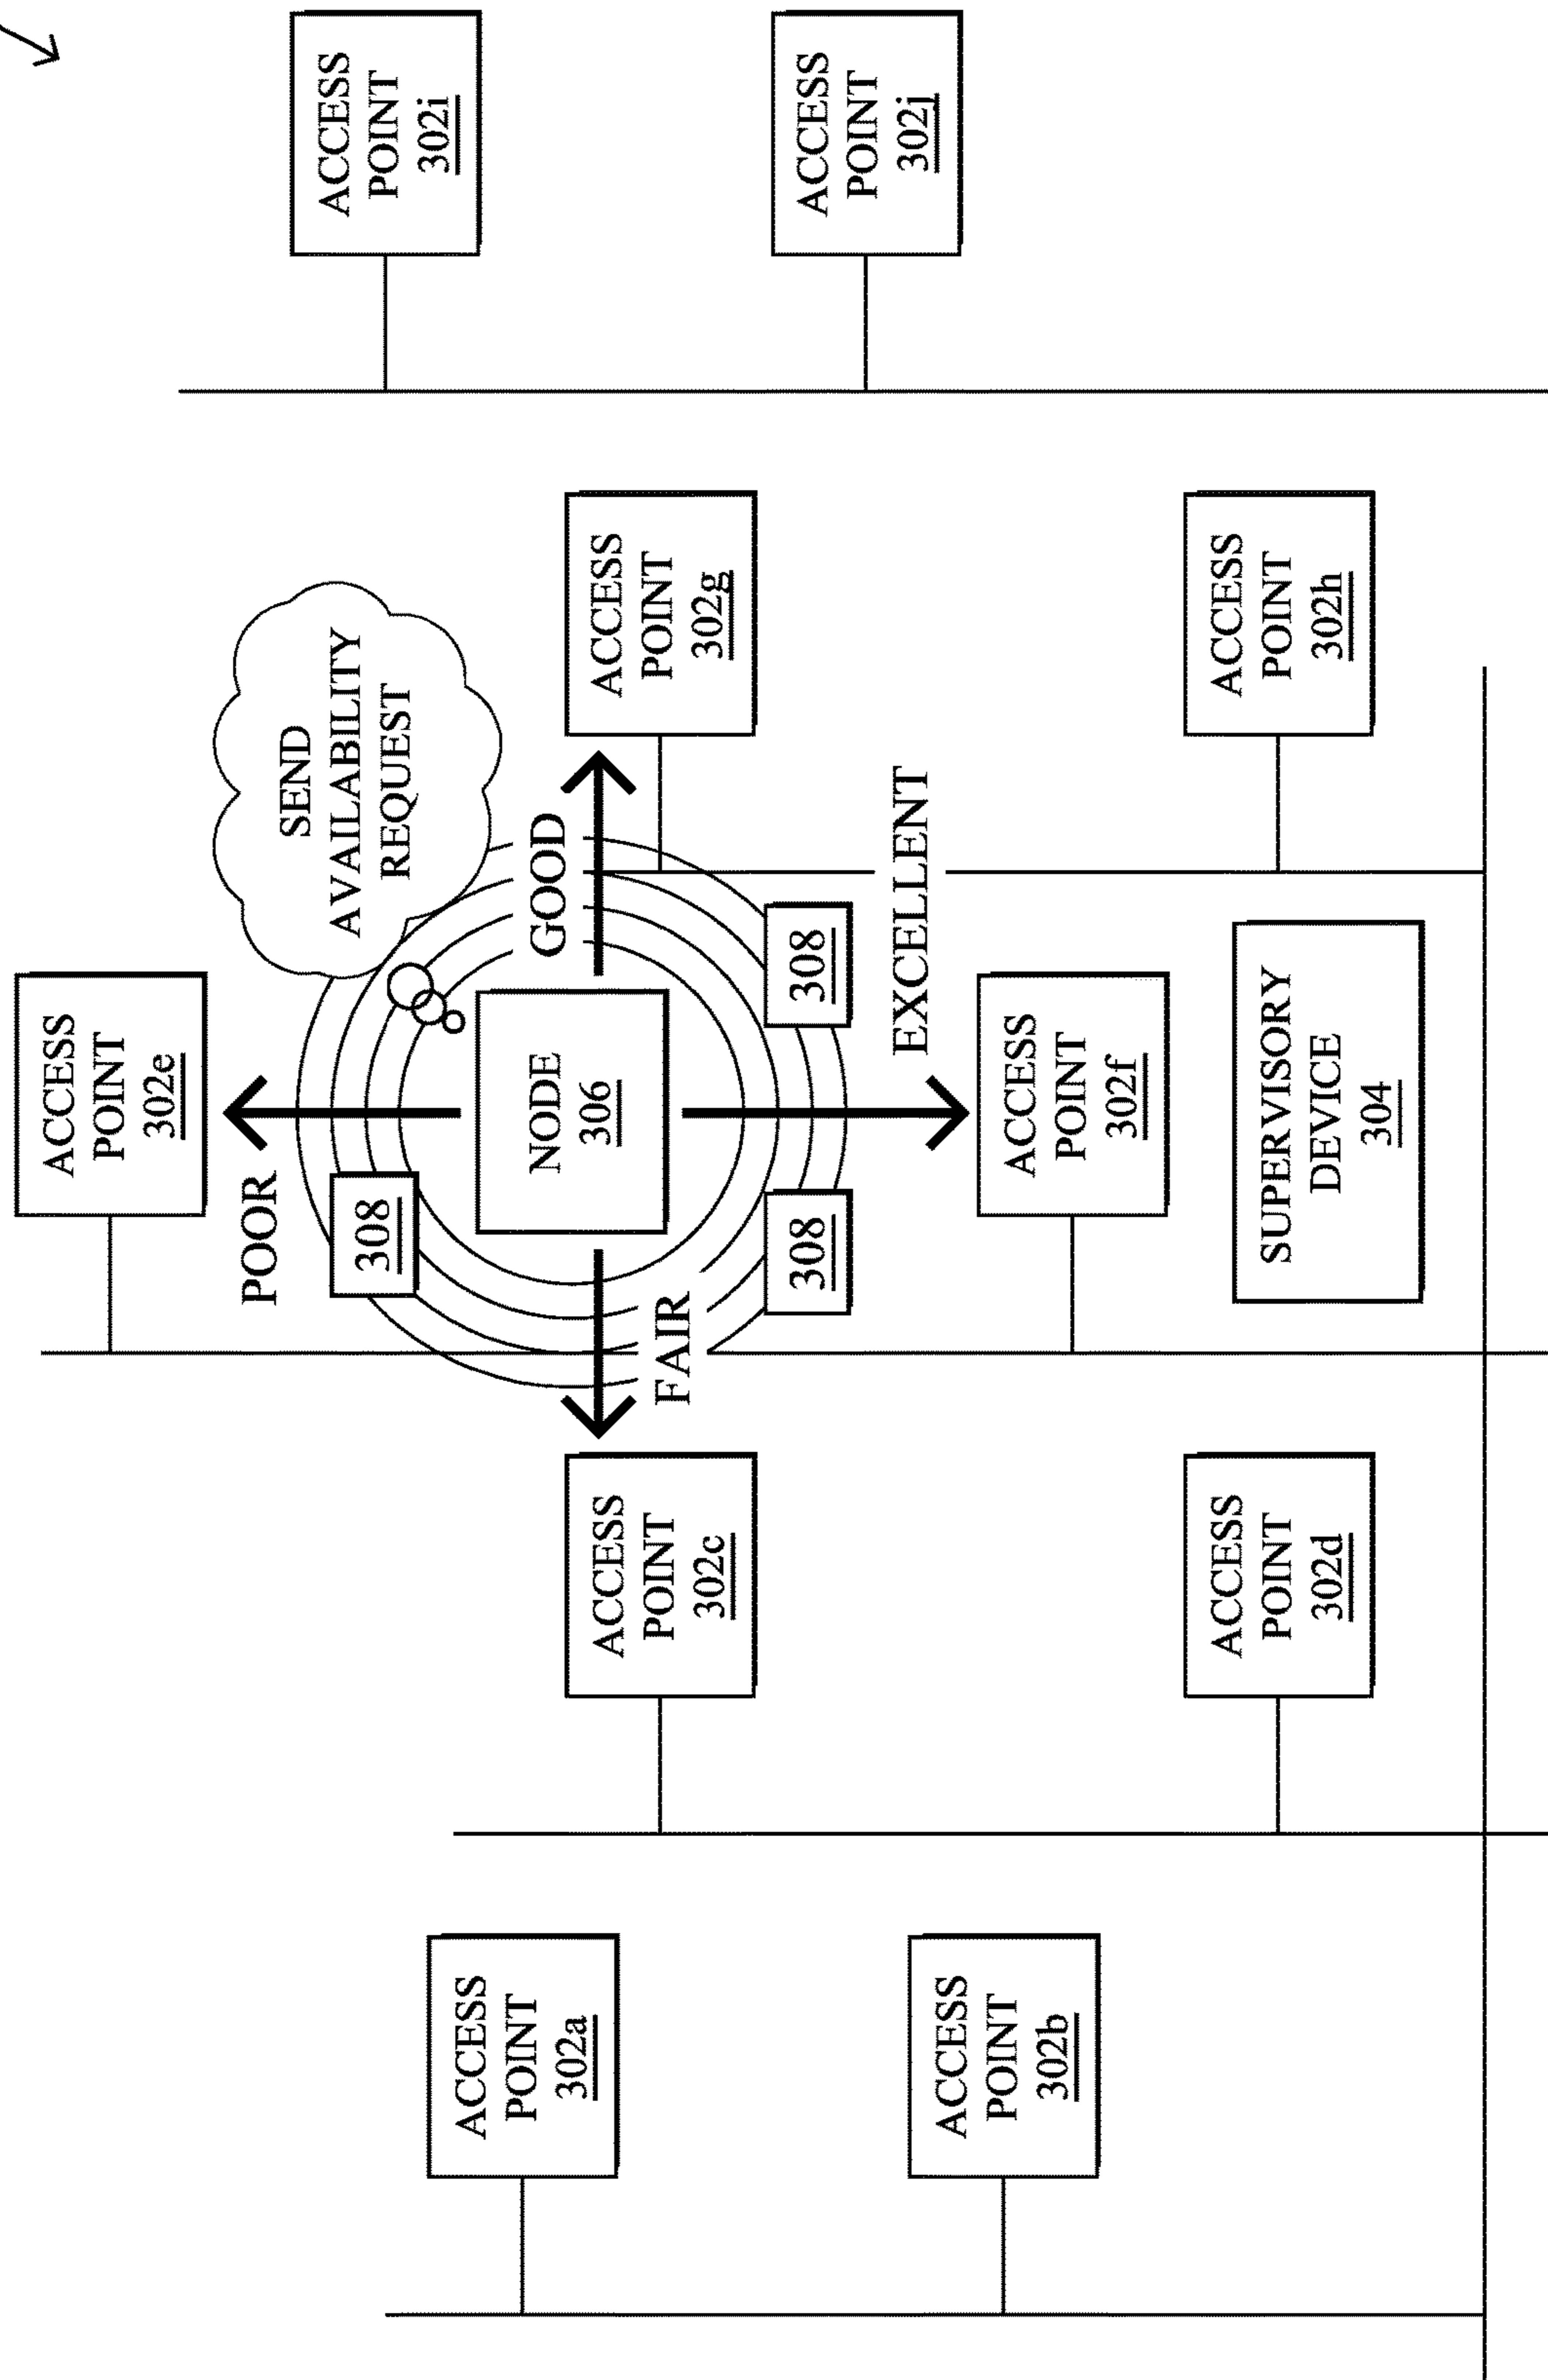 ACCESS
POINT
302a
ACCESS
POINT
302b
ACCESS
POINT
302c
ACCESS
POINT
302d
ACCESS
POINT
302e
POOR
308
FAIR
308
NODE
306
308
GOOD
EXCELLENT
SEND
AVAILABILITY
REQUEST
ACCESS
POINT
302f
SUPERVISORY
DEVICE
304
ACCESS
POINT
302g
ACCESS
POINT
302h
ACCESS
POINT
302i
ACCESS
POINT
302j